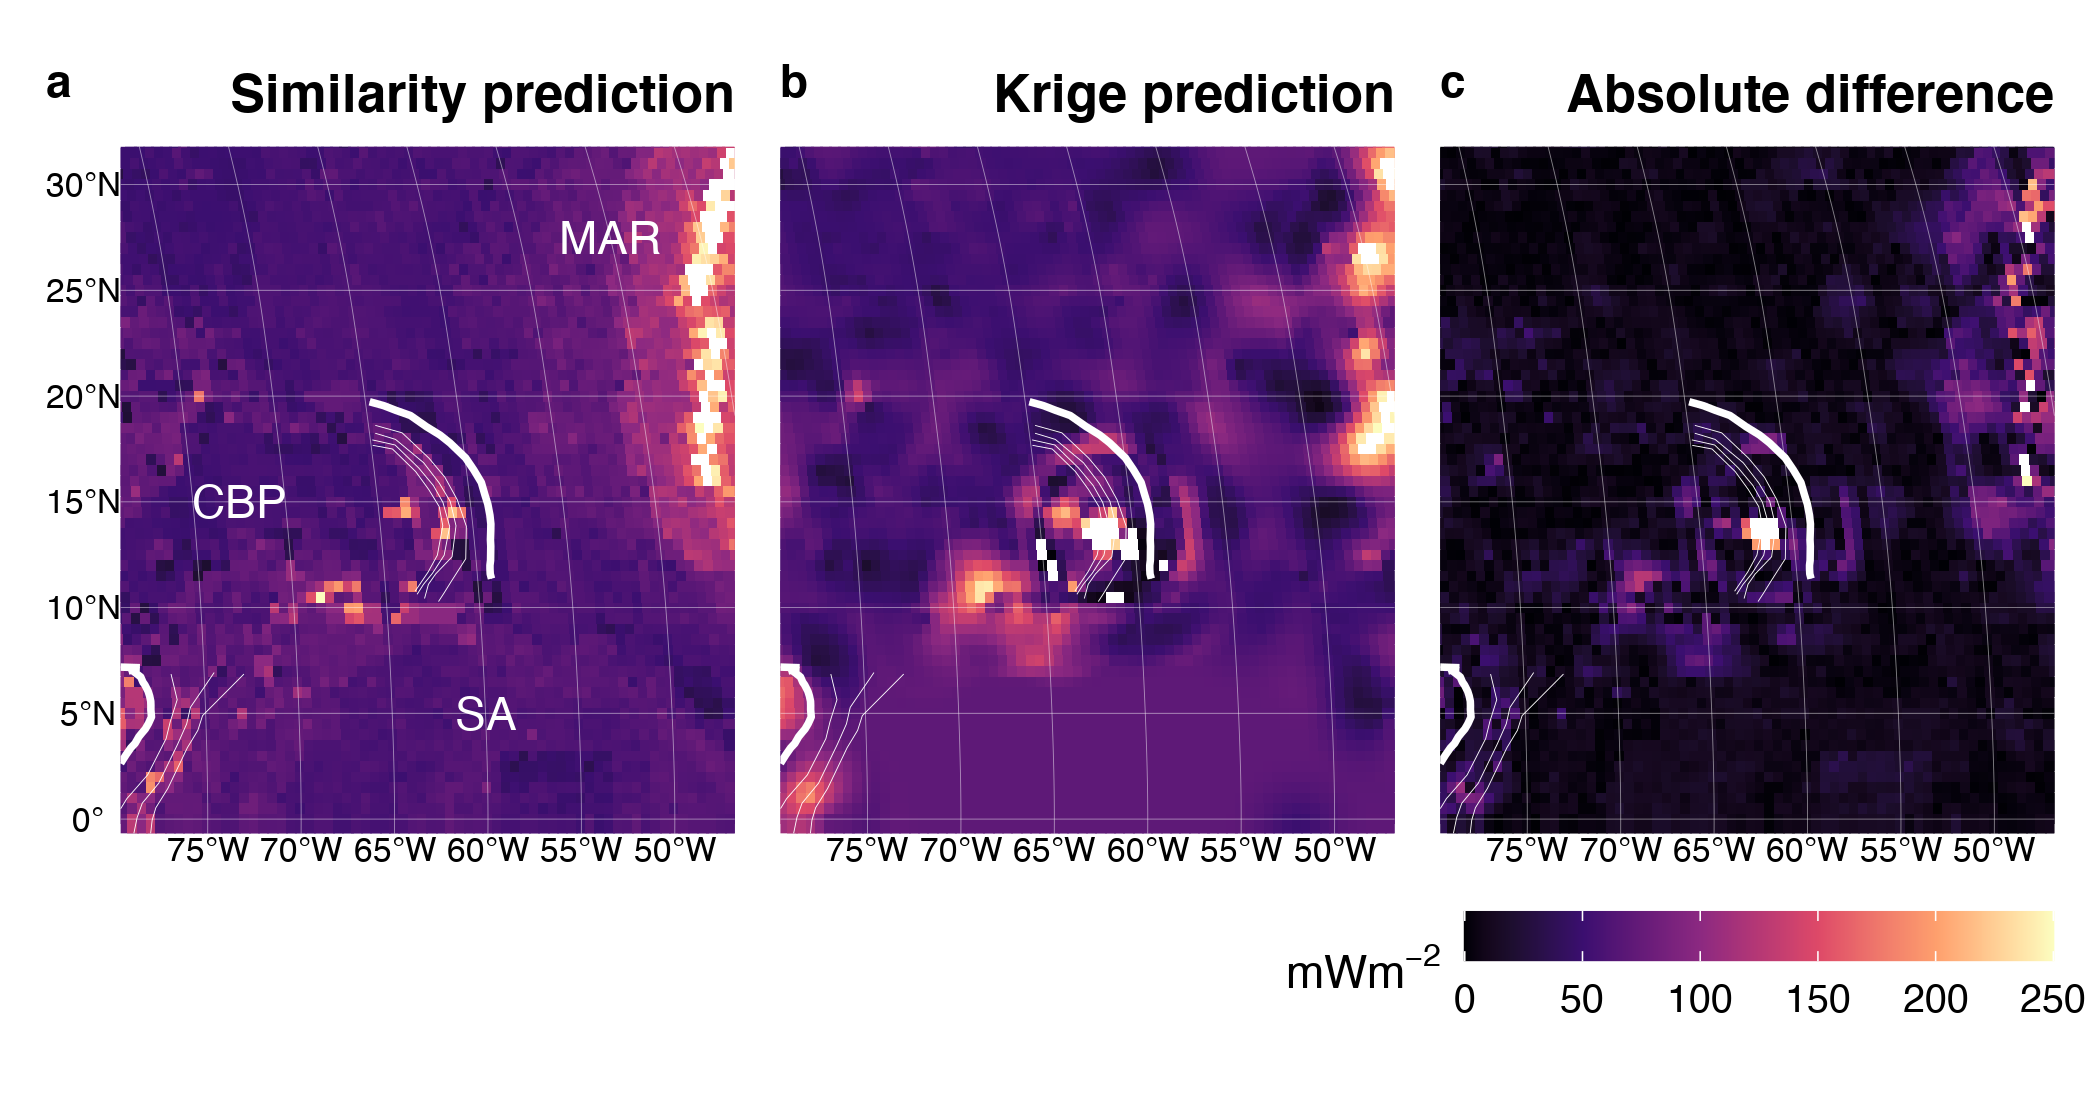 a Similarity prediction
b Krige prediction
c Absolute difference
30°N
25°N
20°N
15°N
10°N
5°N
0°
MAR
CBP
SA
75°W 70°W 65°W 60°W 55°W 50°W
75°W 70°W 65°W 60°W 55°W 50°W
75°W 70°W 65°W 60°W 55°W 50°W
mWm−2
0 50 100 150 200 250